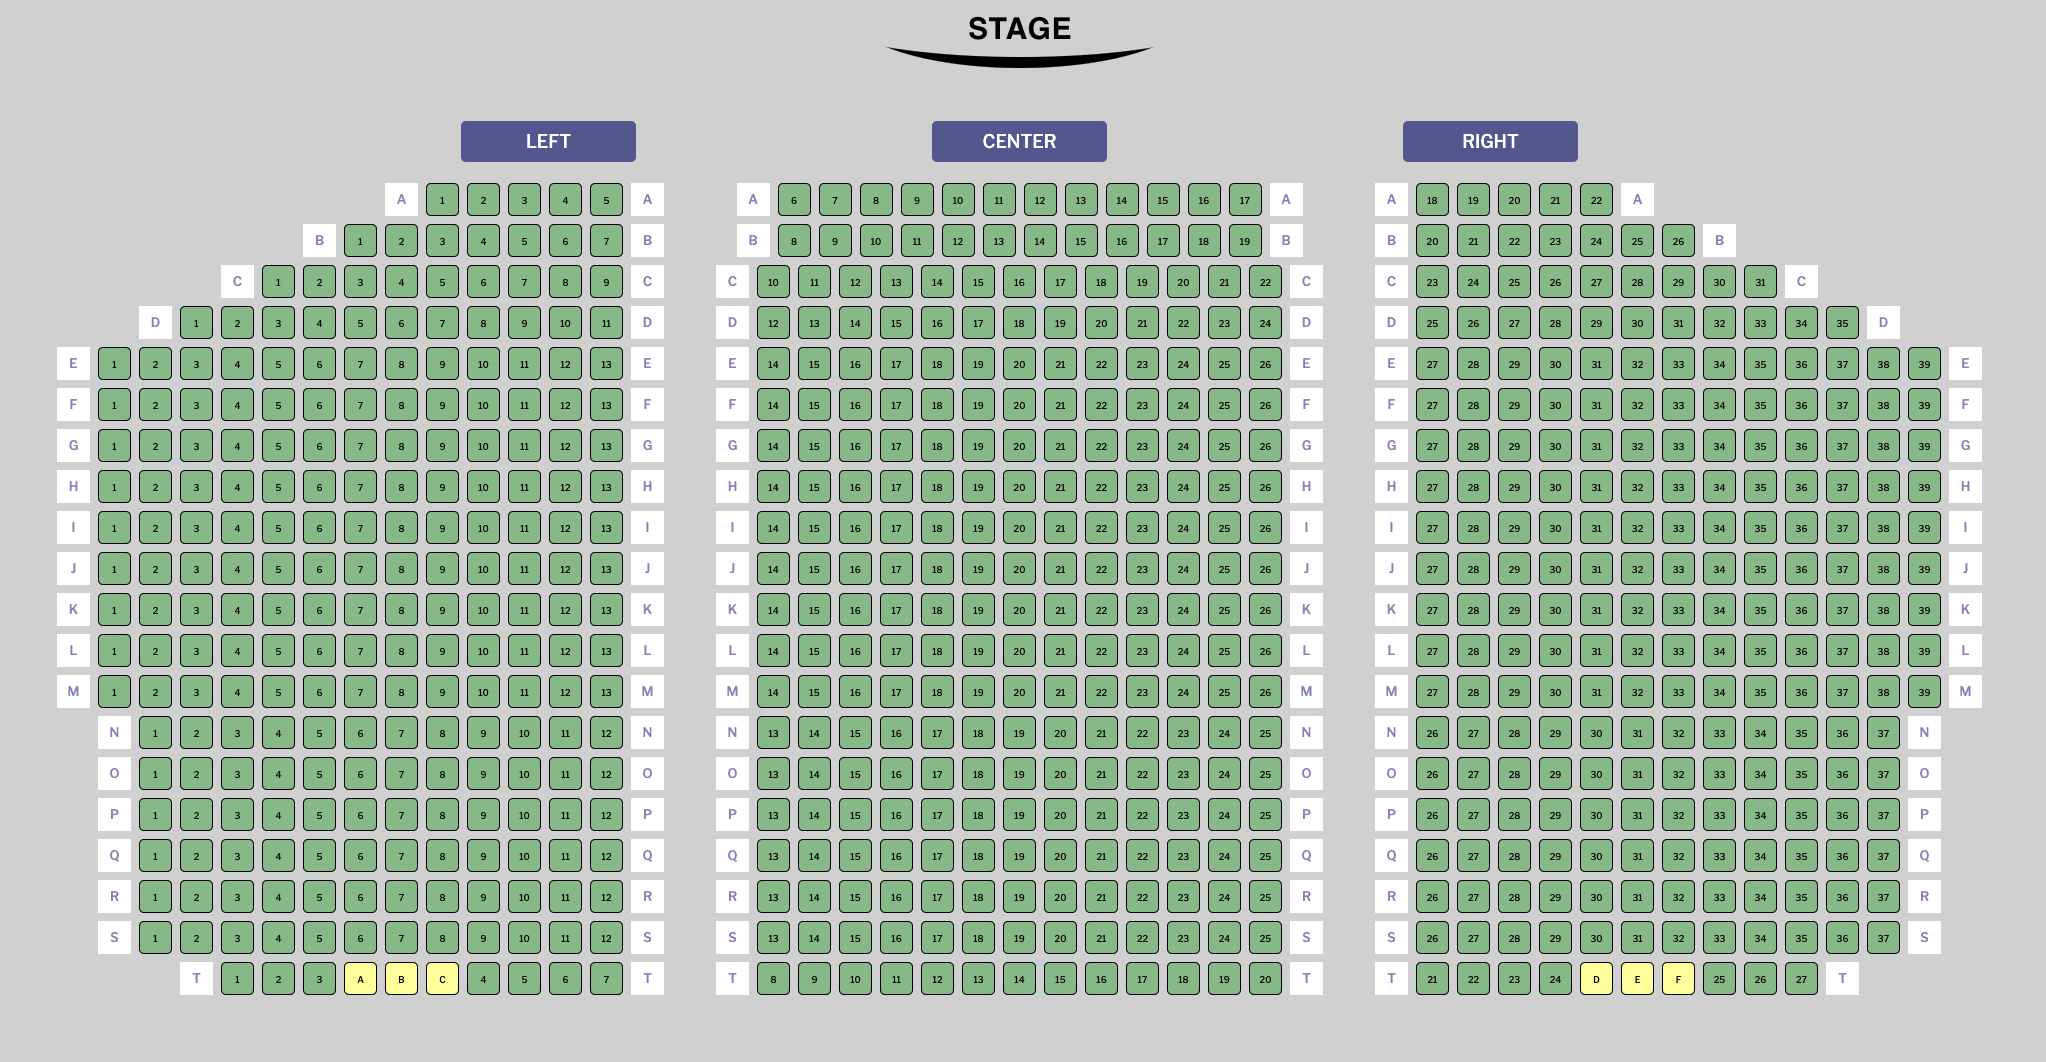 STAGE
LEFT CENTER RIGHT
A 1 2 3 4 5 A A 6 7 8 9 10 11 12 13 14 15 16 17 A A 18 19 20 21 22 A
B 1 2 3 4 5 6 7 B B 8 9 10 11 12 13 14 15 16 17 18 19 B B 20 21 22 23 24 25 26 B
C 1 2 3 4 5 6 7 8 9 C C 10 11 12 13 14 15 16 17 18 19 20 21 22 C C 23 24 25 26 27 28 29 30 31 C
D 1 2 3 4 5 6 7 8 9 10 11 D D 12 13 14 15 16 17 18 19 20 21 22 23 24 D D 25 26 27 28 29 30 31 32 33 34 35 D
E 1 2 3 4 5 6 7 8 9 10 11 12 13 E E 14 15 16 17 18 19 20 21 22 23 24 25 26 E E 27 28 29 30 31 32 33 34 35 36 37 38 39 E
F 1 2 3 4 5 6 7 8 9 10 11 12 13 F F 14 15 16 17 18 19 20 21 22 23 24 25 26 F F 27 28 29 30 31 32 33 34 35 36 37 38 39 F
G 1 2 3 4 5 6 7 8 9 10 11 12 13 G G 14 15 16 17 18 19 20 21 22 23 24 25 26 G G 27 28 29 30 31 32 33 34 35 36 37 38 39 G
H 1 2 3 4 5 6 7 8 9 10 11 12 13 H H 14 15 16 17 18 19 20 21 22 23 24 25 26 H H 27 28 29 30 31 32 33 34 35 36 37 38 39 H
I 1 2 3 4 5 6 7 8 9 10 11 12 13 I I 14 15 16 17 18 19 20 21 22 23 24 25 26 I I 27 28 29 30 31 32 33 34 35 36 37 38 39 I
J 1 2 3 4 5 6 7 8 9 10 11 12 13 J J 14 15 16 17 18 19 20 21 22 23 24 25 26 J J 27 28 29 30 31 32 33 34 35 36 37 38 39 J
K 1 2 3 4 5 6 7 8 9 10 11 12 13 K K 14 15 16 17 18 19 20 21 22 23 24 25 26 K K 27 28 29 30 31 32 33 34 35 36 37 38 39 K
L 1 2 3 4 5 6 7 8 9 10 11 12 13 L L 14 15 16 17 18 19 20 21 22 23 24 25 26 L L 27 28 29 30 31 32 33 34 35 36 37 38 39 L
M 1 2 3 4 5 6 7 8 9 10 11 12 13 M M 14 15 16 17 18 19 20 21 22 23 24 25 26 M M 27 28 29 30 31 32 33 34 35 36 37 38 39 M
N 1 2 3 4 5 6 7 8 9 10 11 12 N N 13 14 15 16 17 18 19 20 21 22 23 24 25 N N 26 27 28 29 30 31 32 33 34 35 36 37 N
O 1 2 3 4 5 6 7 8 9 10 11 12 O O 13 14 15 16 17 18 19 20 21 22 23 24 25 O O 26 27 28 29 30 31 32 33 34 35 36 37 O
P 1 2 3 4 5 6 7 8 9 10 11 12 P P 13 14 15 16 17 18 19 20 21 22 23 24 25 P P 26 27 28 29 30 31 32 33 34 35 36 37 P
Q 1 2 3 4 5 6 7 8 9 10 11 12 Q Q 13 14 15 16 17 18 19 20 21 22 23 24 25 Q Q 26 27 28 29 30 31 32 33 34 35 36 37 Q
R 1 2 3 4 5 6 7 8 9 10 11 12 R R 13 14 15 16 17 18 19 20 21 22 23 24 25 R R 26 27 28 29 30 31 32 33 34 35 36 37 R
S 1 2 3 4 5 6 7 8 9 10 11 12 S S 13 14 15 16 17 18 19 20 21 22 23 24 25 S S 26 27 28 29 30 31 32 33 34 35 36 37 S
T 1 2 3 A B C 4 5 6 7 T T 8 9 10 11 12 13 14 15 16 17 18 19 20 T T 21 22 23 24 D E F 25 26 27 T